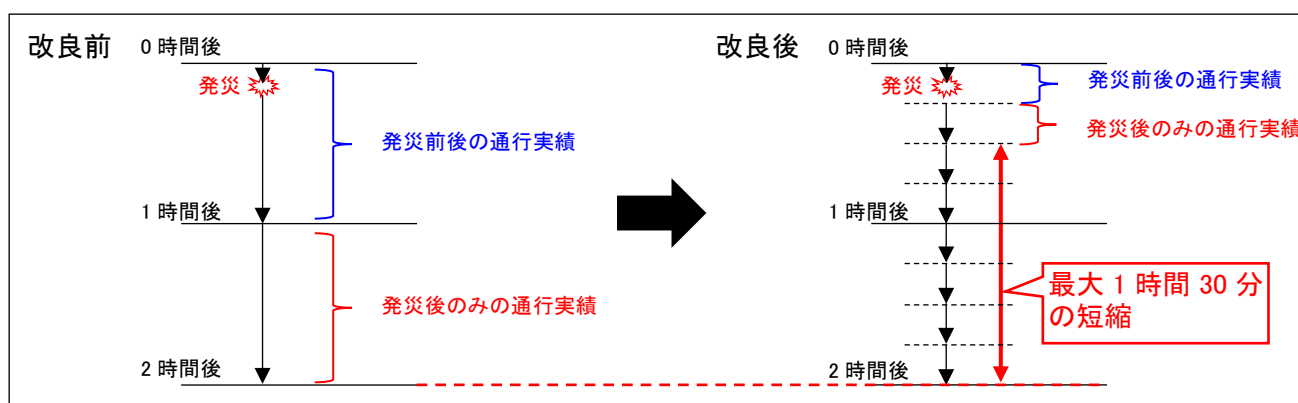 改良前
0 時間後
発災
発災前後の通行実績
1 時間後
発災後のみの通行実績
2 時間後
改良後
0 時間後
発災
発災前後の通行実績
発災後のみの通行実績
1 時間後
最大 1 時間 30 分
の短縮
2 時間後